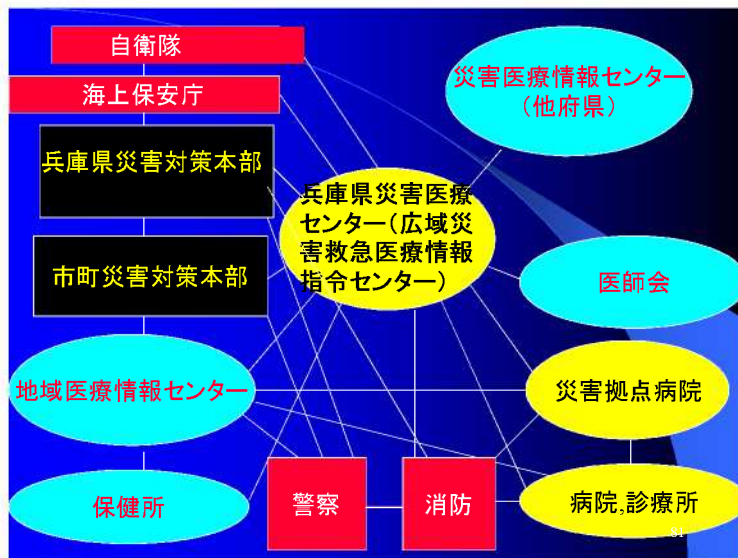 自衛隊
海上保安庁
災害医療情報センター
（他府県）
兵庫県災害対策本部
兵庫県災害医療
センター（広域災
害救急医療情報
指令センター）
市町災害対策本部
医師会
地域医療情報センター
災害拠点病院
保健所
警察
消防
病院,診療所
81